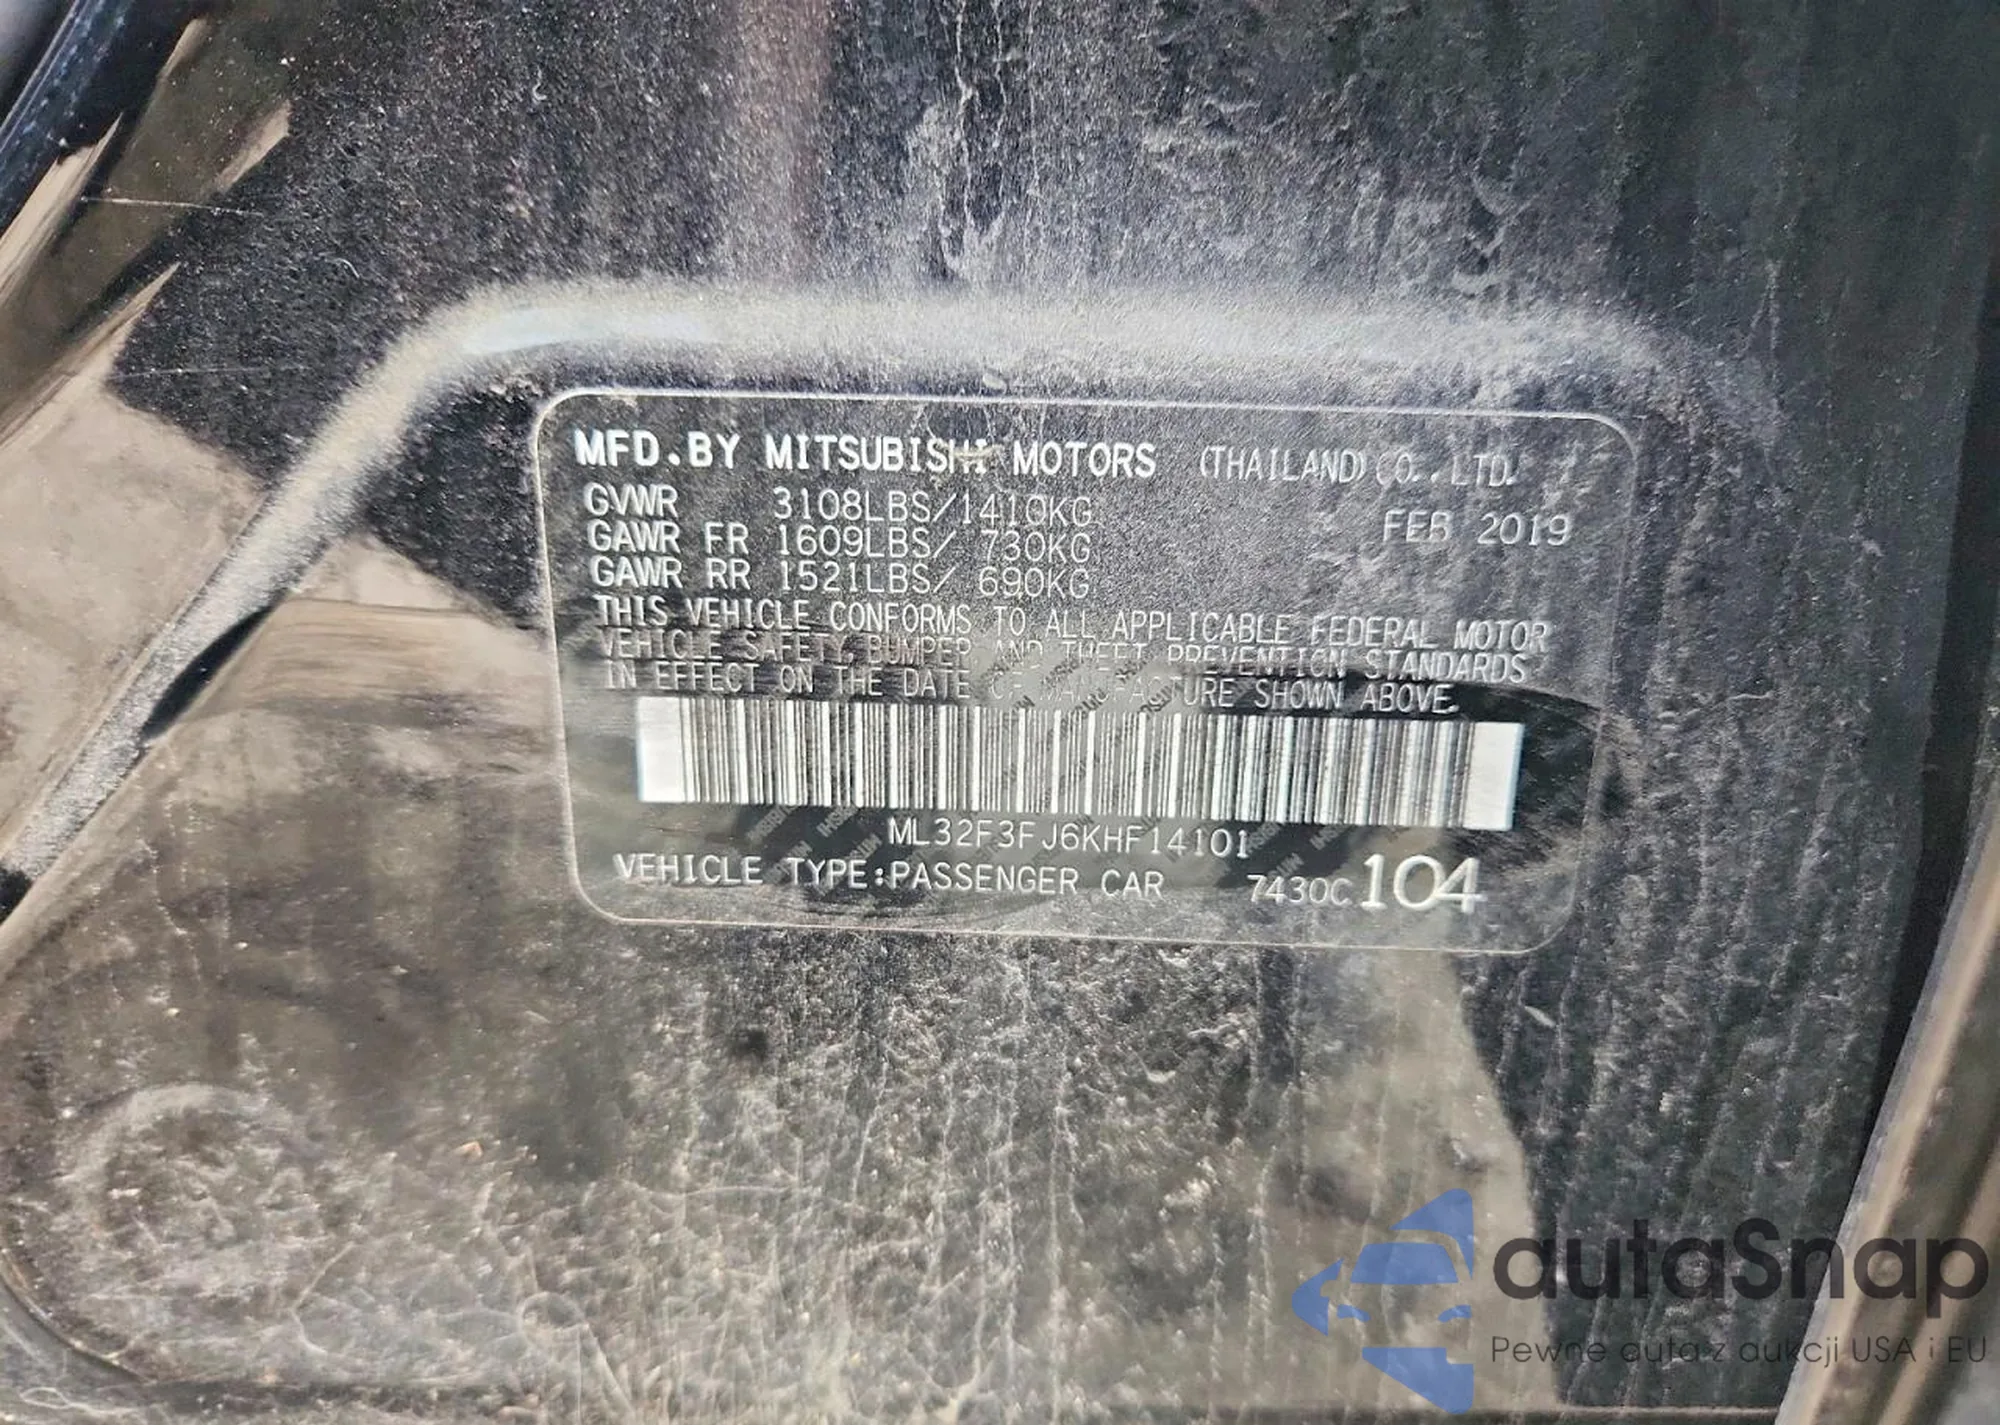 MFD.BY MITSUBISHI MOTORS (THAILAND) CO.,LTD.
GVWR 3108LBS/1410KG FEB 2019
GAWR FR 1609LBS/ 730KG
GAWR RR 1521LBS/ 690KG
THIS VEHICLE CONFORMS TO ALL APPLICABLE FEDERAL MOTOR
VEHICLE SAFETY, BUMPER, AND THEFT PREVENTION STANDARDS
IN EFFECT ON THE DATE OF MANUFACTURE SHOWN ABOVE.
ML32F3FJ6KHF14101
VEHICLE TYPE:PASSENGER CAR 7430C 104
autaSnap
Pewne auta z aukcji USA i EU